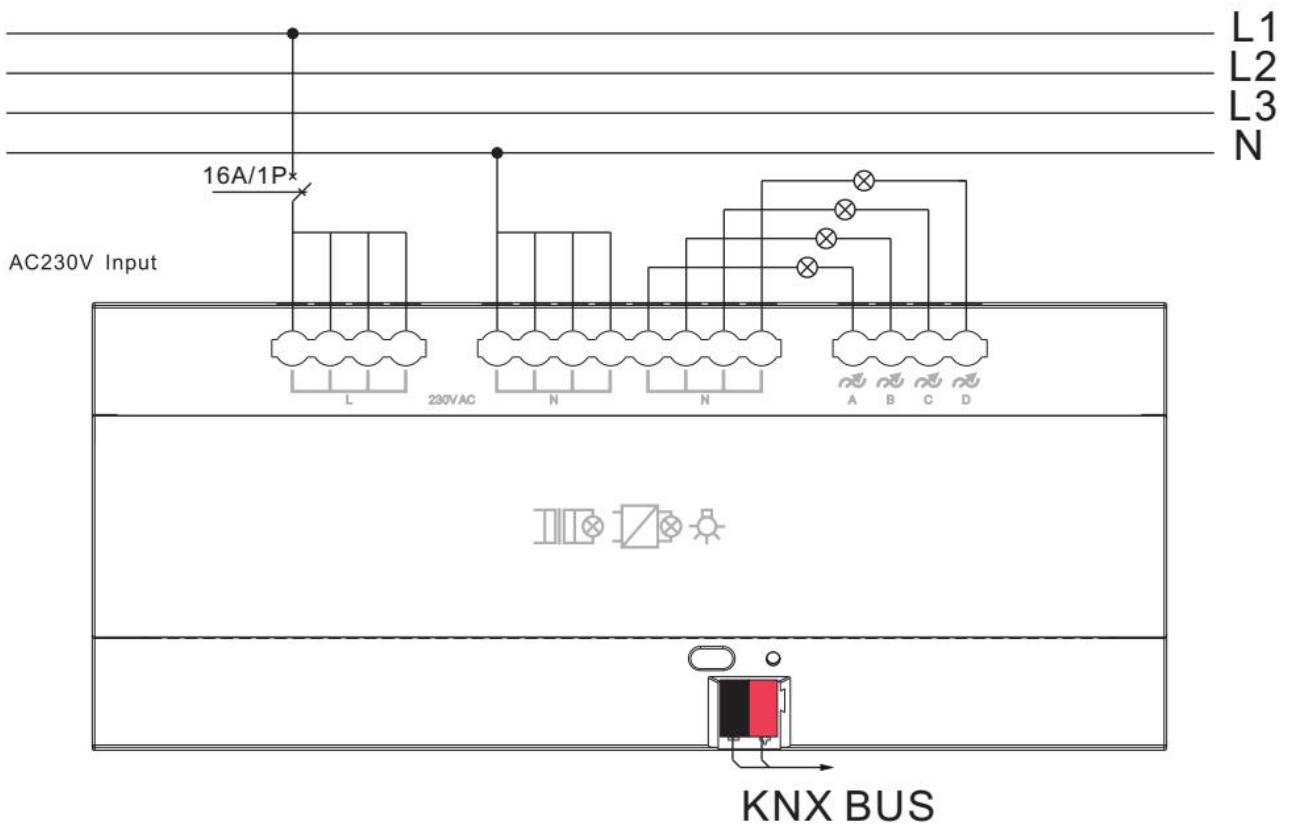 L1
L2
L3
N
16A/1P
AC230V Input
L 230VAC N N
A B C D
KNX BUS